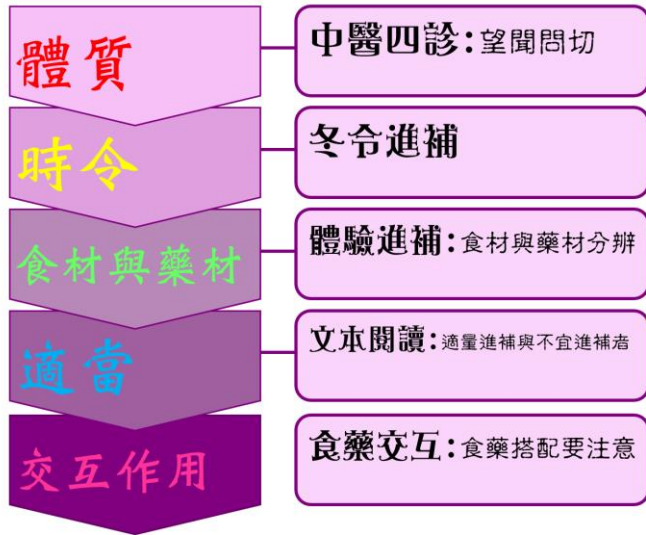 體質
中醫四診：望聞問切
時令
冬令進補
食材與藥材
體驗進補：食材與藥材分辨
適當
文本閱讀：適量進補與不宜進補者
交互作用
食藥交互：食藥搭配要注意